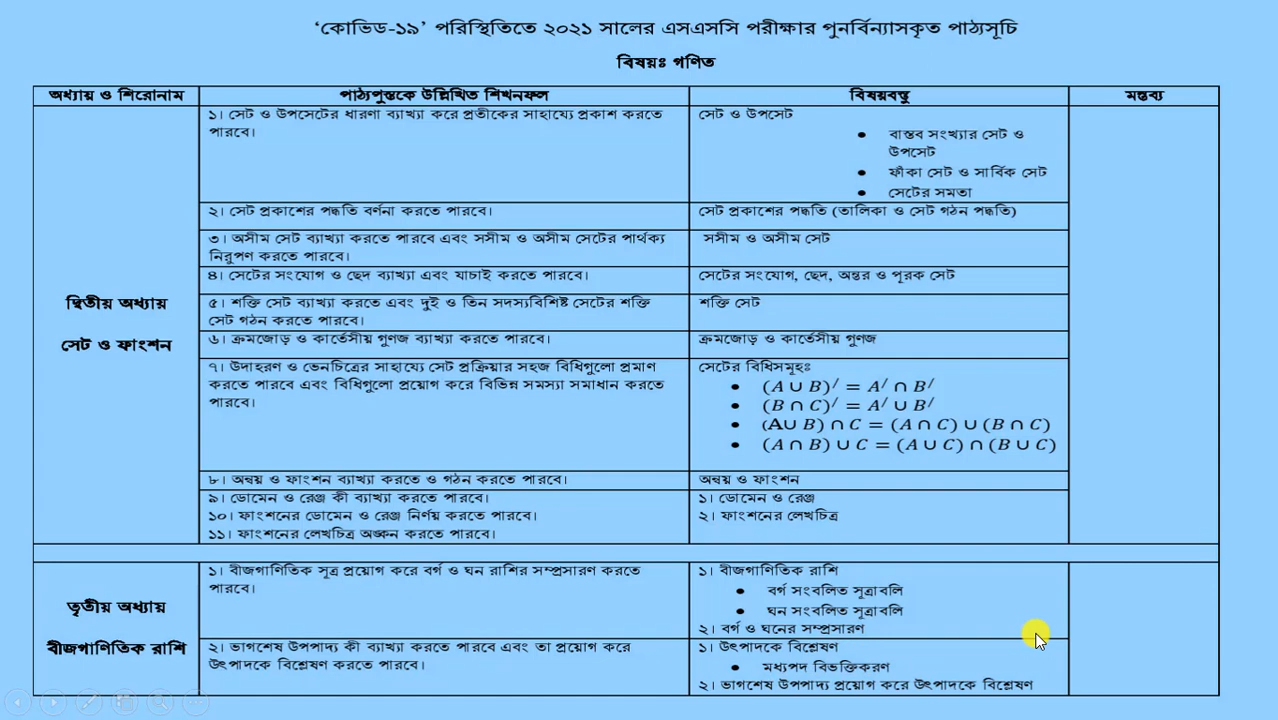 ‘কোভিড-১৯’ পরিস্থিতিতে ২০২১ সালের এসএসসি পরীক্ষার পুনর্বিন্যাসকৃত পাঠ্যসূচি
বিষয়ঃ গণিত
অধ্যায় ও শিরোনাম
পাঠ্যপুস্তকে উল্লিখিত শিখনফল
বিষয়বস্তু
মন্তব্য
দ্বিতীয় অধ্যায়
সেট ও ফাংশন
১। সেট ও উপসেটের ধারণা ব্যাখ্যা করে প্রতীকের সাহায্যে প্রকাশ করতে
পারবে।
সেট ও উপসেট
● বাস্তব সংখ্যার সেট ও
উপসেট
● ফাঁকা সেট ও সার্বিক সেট
● সেটের সমতা
২। সেট প্রকাশের পদ্ধতি বর্ণনা করতে পারবে।
সেট প্রকাশের পদ্ধতি (তালিকা ও সেট গঠন পদ্ধতি)
৩। অসীম সেট ব্যাখ্যা করতে পারবে এবং সসীম ও অসীম সেটের পার্থক্য
নিরুপণ করতে পারবে।
সসীম ও অসীম সেট
৪। সেটের সংযোগ ও ছেদ ব্যাখ্যা এবং যাচাই করতে পারবে।
সেটের সংযোগ, ছেদ, অন্তর ও পূরক সেট
৫। শক্তি সেট ব্যাখ্যা করতে এবং দুই ও তিন সদস্যবিশিষ্ট সেটের শক্তি
সেট গঠন করতে পারবে।
শক্তি সেট
৬। ক্রমজোড় ও কার্তেসীয় গুণজ ব্যাখ্যা করতে পারবে।
ক্রমজোড় ও কার্তেসীয় গুণজ
৭। উদাহরণ ও ভেনচিত্রের সাহায্যে সেট প্রক্রিয়ার সহজ বিধিগুলো প্রমাণ
করতে পারবে এবং বিধিগুলো প্রয়োগ করে বিভিন্ন সমস্যা সমাধান করতে
পারবে।
সেটের বিধিসমূহঃ
● (A ∪ B)/ = A/ ∩ B/
● (B ∩ C)/ = A/ ∪ B/
● (A∪ B) ∩ C = (A ∩ C) ∪ (B ∩ C)
● (A ∩ B) ∪ C = (A ∪ C) ∩ (B ∪ C)
৮। অন্বয় ও ফাংশন ব্যাখ্যা করতে ও গঠন করতে পারবে।
অন্বয় ও ফাংশন
৯। ডোমেন ও রেঞ্জ কী ব্যাখ্যা করতে পারবে।
১০। ফাংশনের ডোমেন ও রেঞ্জ নির্ণয় করতে পারবে।
১১। ফাংশনের লেখচিত্র অঙ্কন করতে পারবে।
১। ডোমেন ও রেঞ্জ
২। ফাংশনের লেখচিত্র
তৃতীয় অধ্যায়
বীজগাণিতিক রাশি
১। বীজগাণিতিক সূত্র প্রয়োগ করে বর্গ ও ঘন রাশির সম্প্রসারণ করতে
পারবে।
১। বীজগাণিতিক রাশি
● বর্গ সংবলিত সূত্রাবলি
● ঘন সংবলিত সূত্রাবলি
২। বর্গ ও ঘনের সম্প্রসারণ
২। ভাগশেষ উপপাদ্য কী ব্যাখ্যা করতে পারবে এবং তা প্রয়োগ করে
উৎপাদকে বিশ্লেষণ করতে পারবে।
১। উৎপাদকে বিশ্লেষণ
● মধ্যপদ বিভক্তিকরণ
২। ভাগশেষ উপপাদ্য প্রয়োগ করে উৎপাদকে বিশ্লেষণ